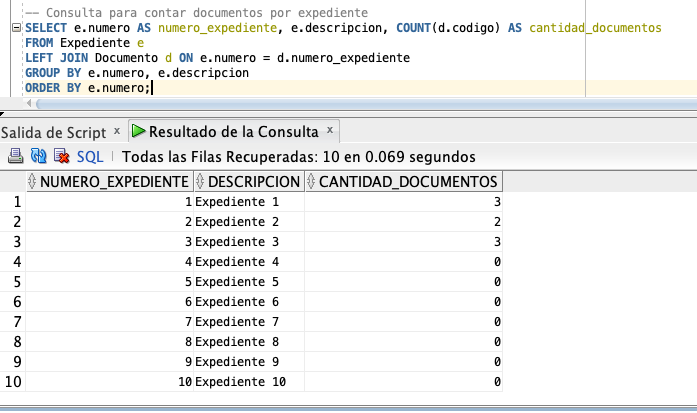 -- Consulta para contar documentos por expediente
SELECT e.numero AS numero_expediente, e.descripcion, COUNT(d.codigo) AS cantidad_documentos
FROM Expediente e
LEFT JOIN Documento d ON e.numero = d.numero_expediente
GROUP BY e.numero, e.descripcion
ORDER BY e.numero;
Salida de Script x Resultado de la Consulta x
SQL | Todas las Filas Recuperadas: 10 en 0.069 segundos
NUMERO_EXPEDIENTE DESCRIPCION CANTIDAD_DOCUMENTOS
1 1 Expediente 1 3
2 2 Expediente 2 2
3 3 Expediente 3 3
4 4 Expediente 4 0
5 5 Expediente 5 0
6 6 Expediente 6 0
7 7 Expediente 7 0
8 8 Expediente 8 0
9 9 Expediente 9 0
10 10 Expediente 10 0